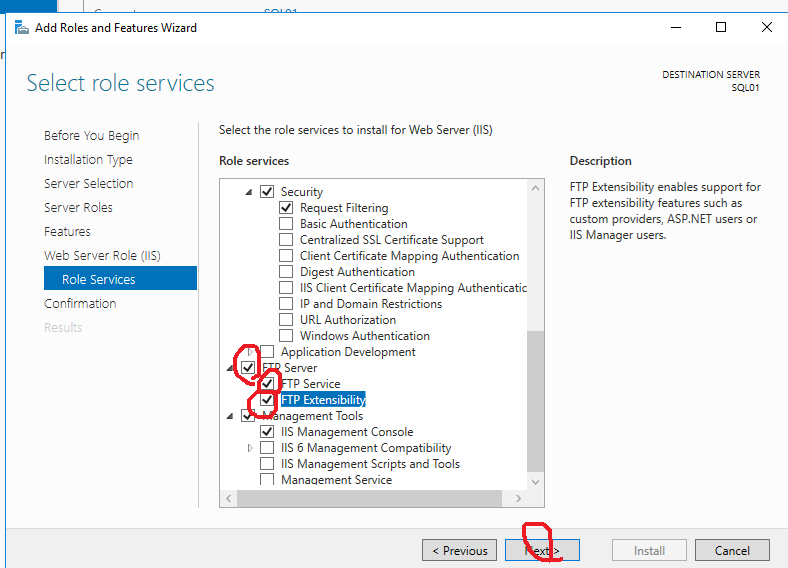 SQL01
Add Roles and Features Wizard
Select role services
DESTINATION SERVER
SQL01
Before You Begin
Installation Type
Server Selection
Server Roles
Features
Web Server Role (IIS)
Role Services
Confirmation
Results
Select the role services to install for Web Server (IIS)
Role services
Security
Request Filtering
Basic Authentication
Centralized SSL Certificate Support
Client Certificate Mapping Authentication
Digest Authentication
IIS Client Certificate Mapping Authenticatic
IP and Domain Restrictions
URL Authorization
Windows Authentication
Application Development
FTP Server
FTP Service
FTP Extensibility
Management Tools
IIS Management Console
IIS 6 Management Compatibility
IIS Management Scripts and Tools
Management Service
Description
FTP Extensibility enables support for
FTP extensibility features such as
custom providers, ASP.NET users or
IIS Manager users.
< Previous
Next >
Install
Cancel